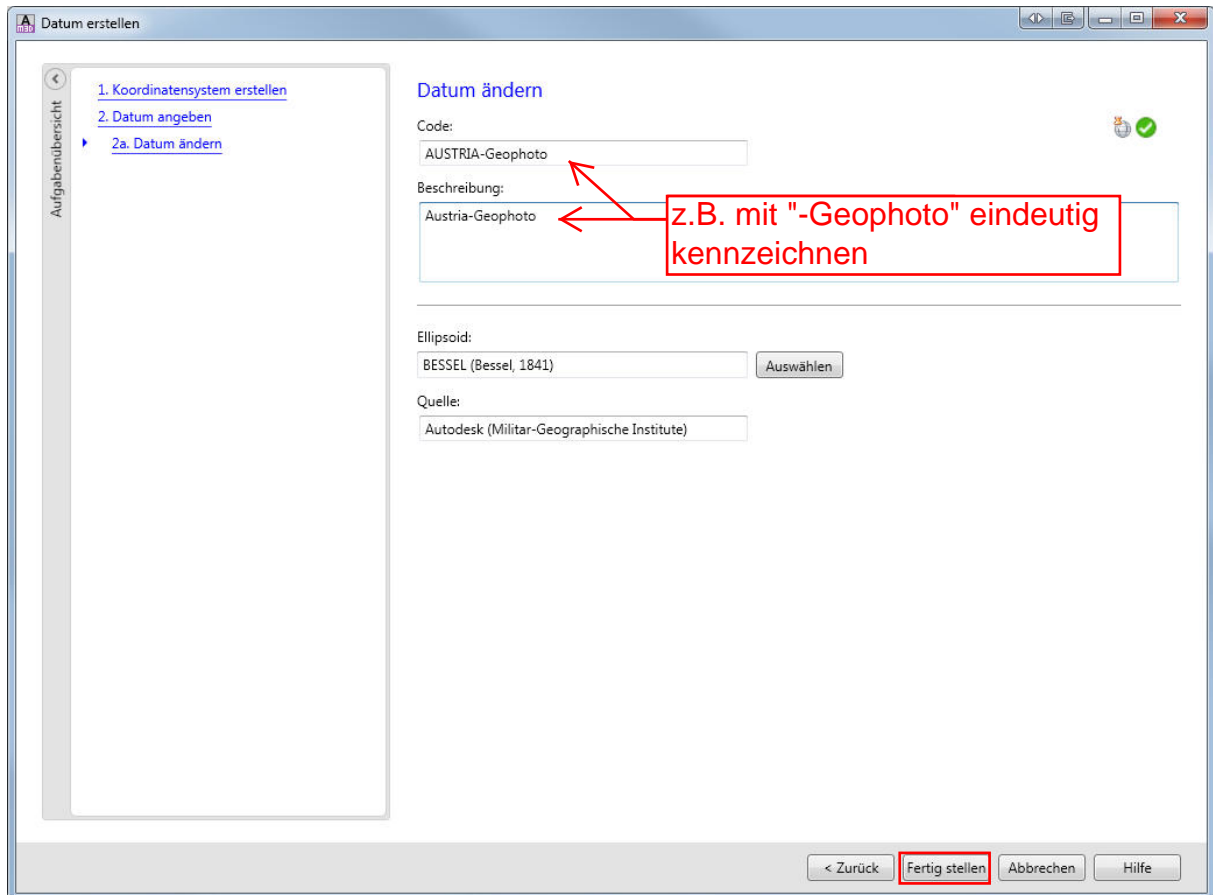 Datum erstellen
Aufgabenübersicht
1. Koordinatensystem erstellen
2. Datum angeben
2a. Datum ändern
Datum ändern
Code:
AUSTRIA-Geophoto
Beschreibung:
Austria-Geophoto
z.B. mit "-Geophoto" eindeutig
kennzeichnen
Ellipsoid:
BESSEL (Bessel, 1841)
Auswählen
Quelle:
Autodesk (Militar-Geographische Institute)
< Zurück
Fertig stellen
Abbrechen
Hilfe